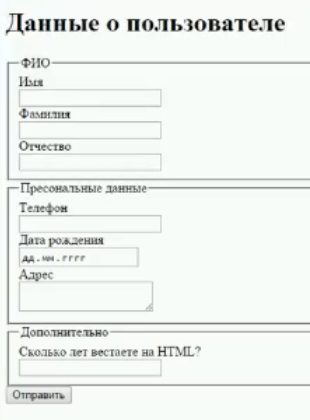 Данные о пользователе
ФИО
Имя
Фамилия
Отчество
Пресональные данные
Телефон
Дата рождения
дд.мм.гггг
Адрес
Дополнительно
Сколько лет вестаете на HTML?
Отправить